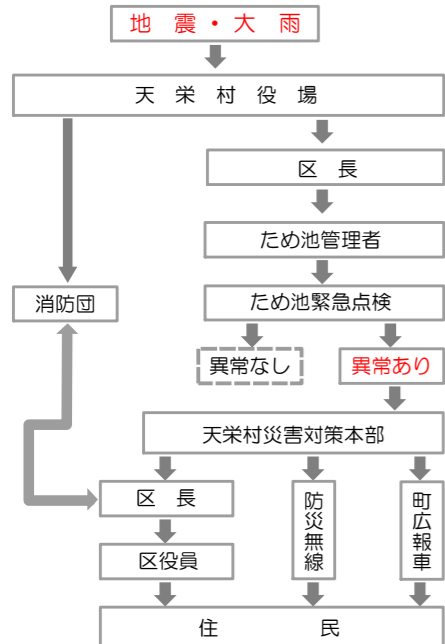 地　震・大　雨
天　栄　村　役　場
区　長
ため池管理者
消防団
ため池緊急点検
異常なし
異常あり
天栄村災害対策本部
区　長
防災無線
町広報車
区役員
住　　　　民